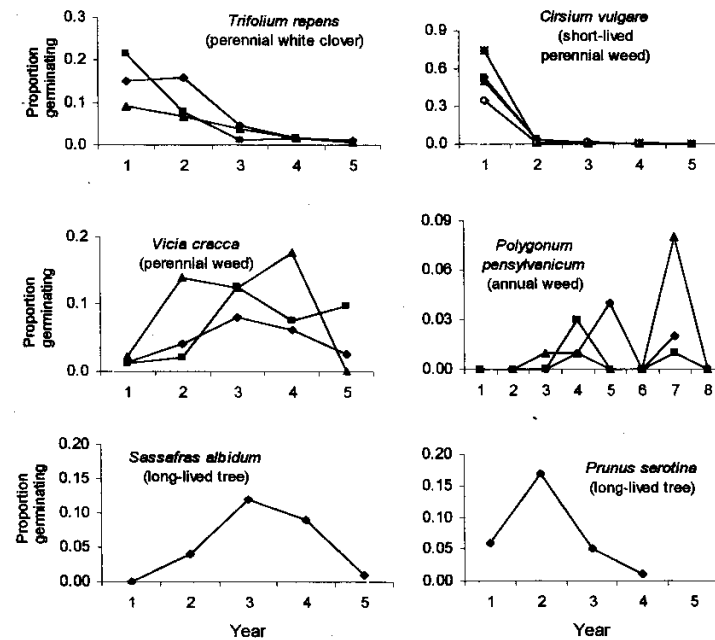 Trifolium repens
(perennial white clover)
Proportion
germinating
0.3
0.2
0.1
0.0
1 2 3 4 5
Cirsium vulgare
(short-lived
perennial weed)
0.9
0.6
0.3
0.0
1 2 3 4 5
Vicia cracca
(perennial weed)
Proportion
germinating
0.2
0.1
0.0
1 2 3 4 5
Polygonum
pensylvanicum
(annual weed)
0.09
0.06
0.03
0.00
1 2 3 4 5 6 7 8
Sassafras albidum
(long-lived tree)
Proportion
germinating
0.20
0.15
0.10
0.05
0.00
1 2 3 4 5
Year
Prunus serotina
(long-lived tree)
0.20
0.15
0.10
0.05
0.00
1 2 3 4 5
Year